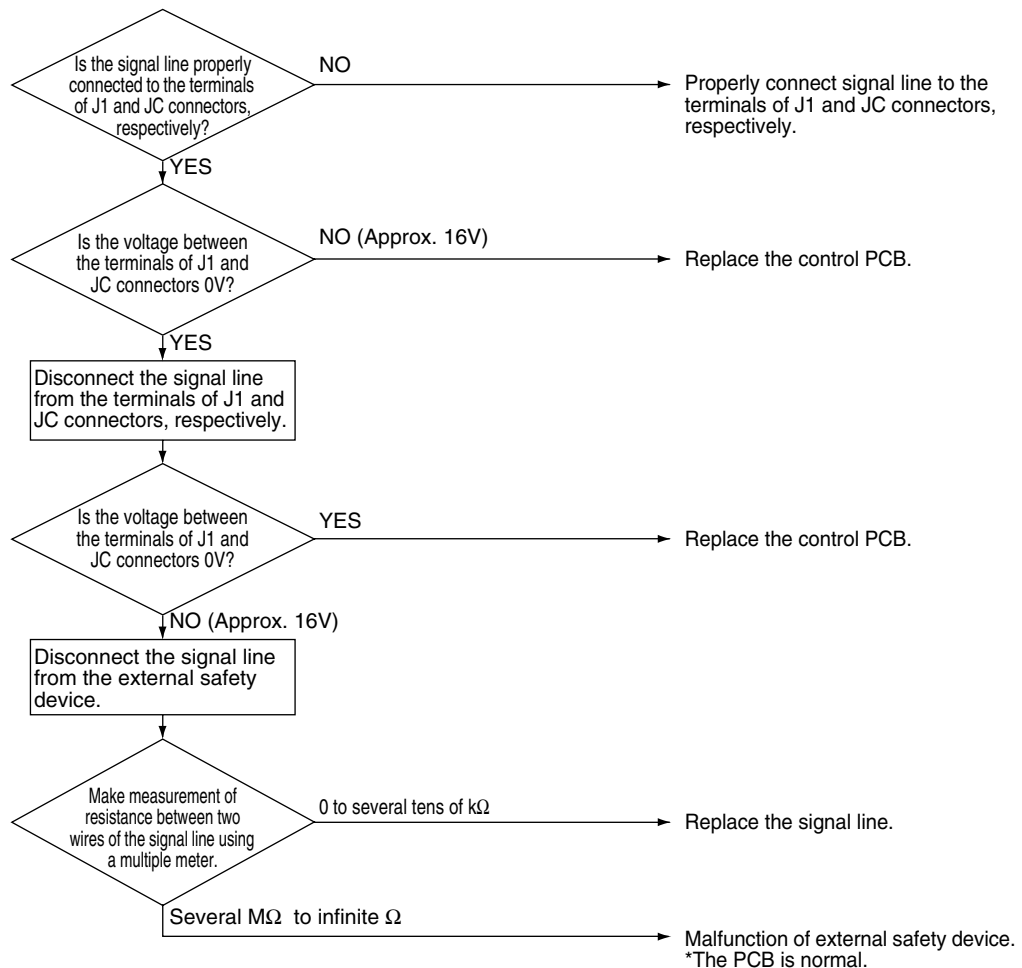 Is the signal line properly
connected to the terminals
of J1 and JC connectors,
respectively?
NO
Properly connect signal line to the
terminals of J1 and JC connectors,
respectively.
YES
Is the voltage between
the terminals of J1 and
JC connectors 0V?
NO (Approx. 16V)
Replace the control PCB.
YES
Disconnect the signal line
from the terminals of J1 and
JC connectors, respectively.
Is the voltage between
the terminals of J1 and
JC connectors 0V?
YES
Replace the control PCB.
NO (Approx. 16V)
Disconnect the signal line
from the external safety
device.
Make measurement of
resistance between two
wires of the signal line using
a multiple meter.
0 to several tens of kΩ
Replace the signal line.
Several MΩ to infinite Ω
Malfunction of external safety device.
*The PCB is normal.